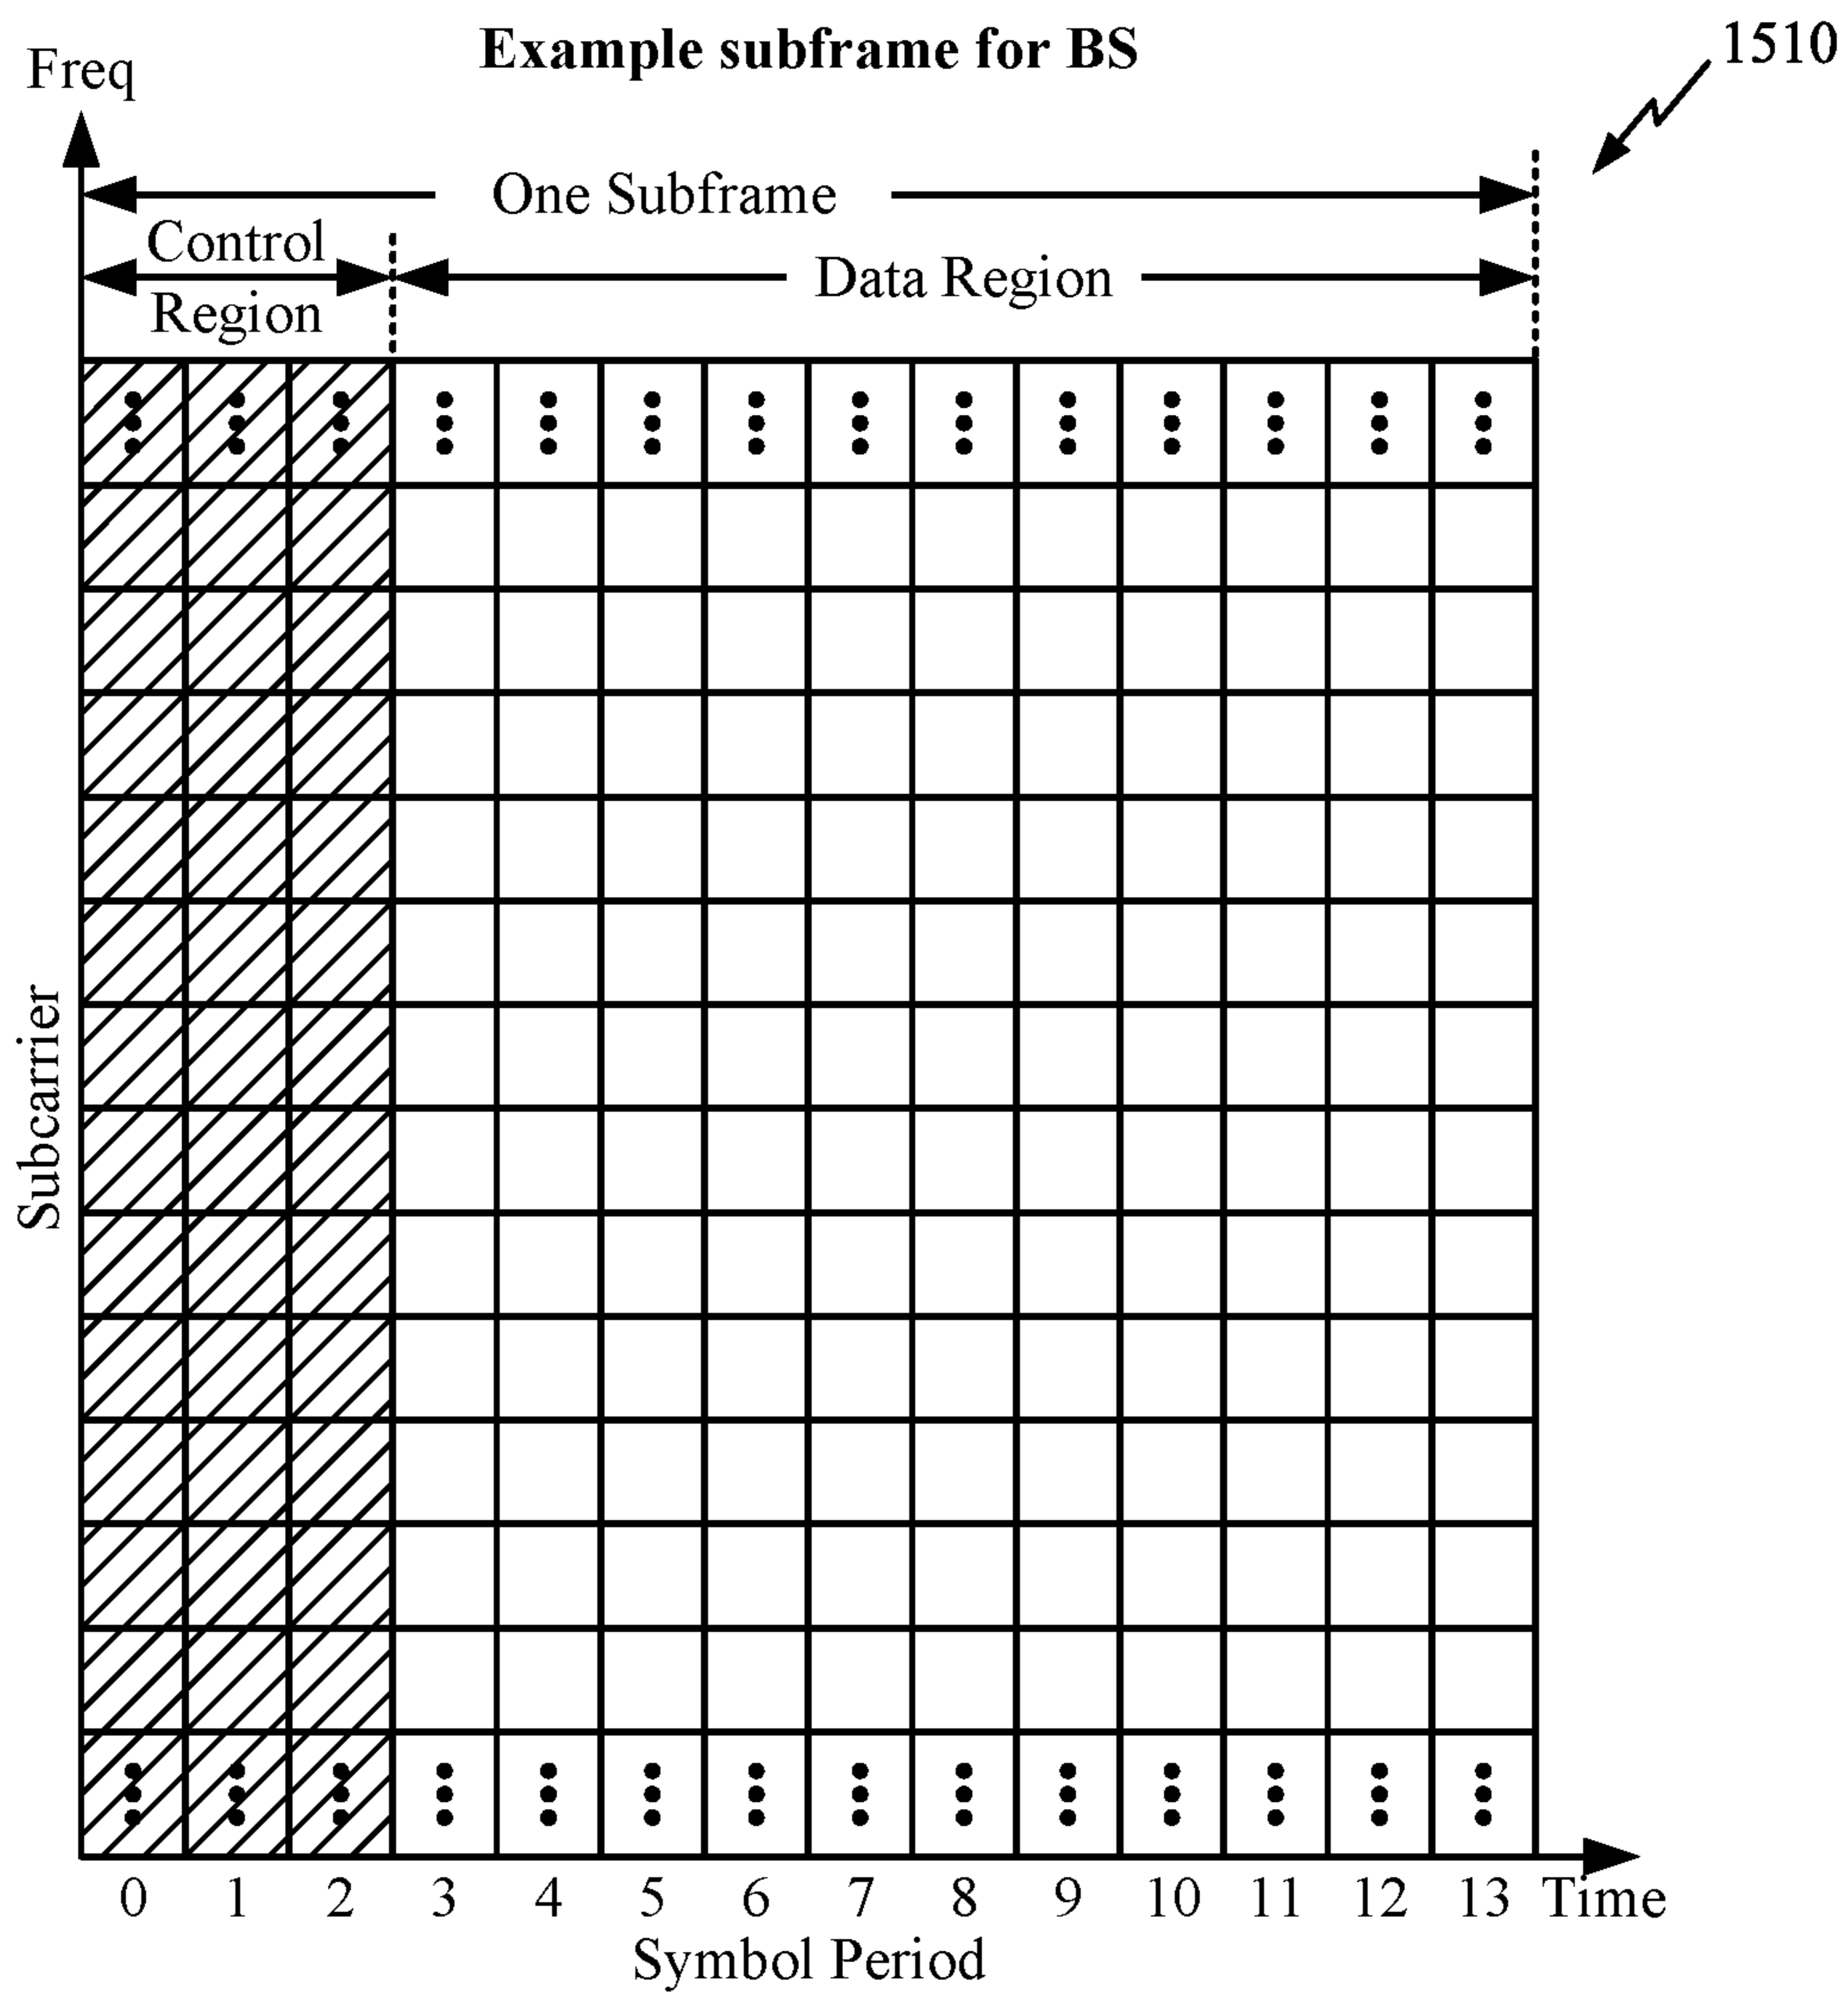 Example subframe for BS
1510
Freq
One Subframe
Control
Region
Data Region
Subcarrier
0 1 2 3 4 5 6 7 8 9 10 11 12 13 Time
Symbol Period